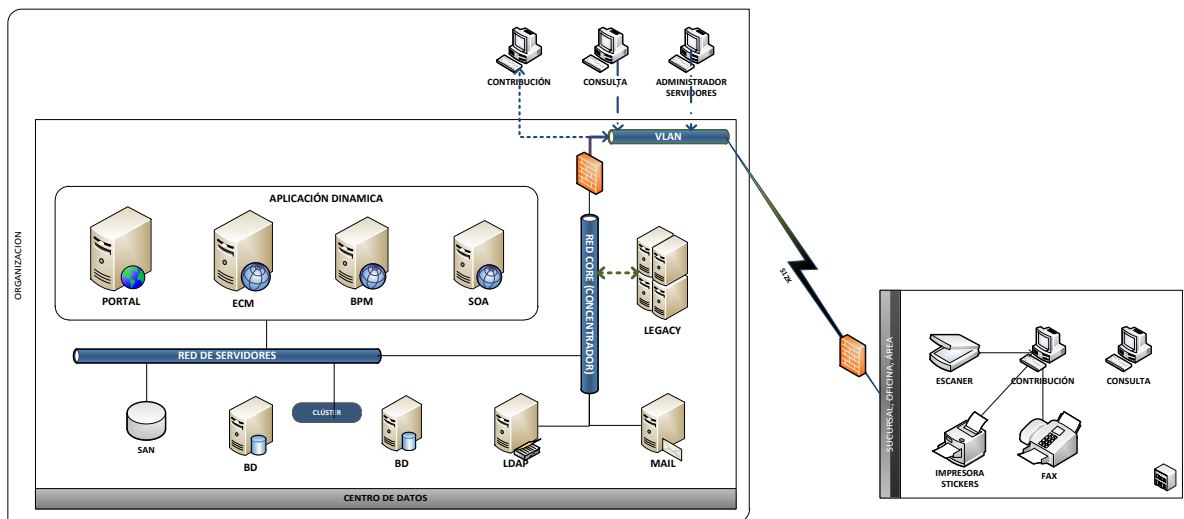 CONTRIBUCIÓN
CONSULTA
ADMINISTRADOR
SERVIDORES
VLAN
ORGANIZACION
APLICACIÓN DINAMICA
PORTAL
ECM
BPM
SOA
RED CORE (CONCENTRADOR)
LEGACY
512K
RED DE SERVIDORES
SAN
BD
CLÚSTER
BD
LDAP
MAIL
CENTRO DE DATOS
SUCURSAL, OFICINA, ÁREA
ESCANER
CONTRIBUCIÓN
CONSULTA
IMPRESORA
STICKERS
FAX